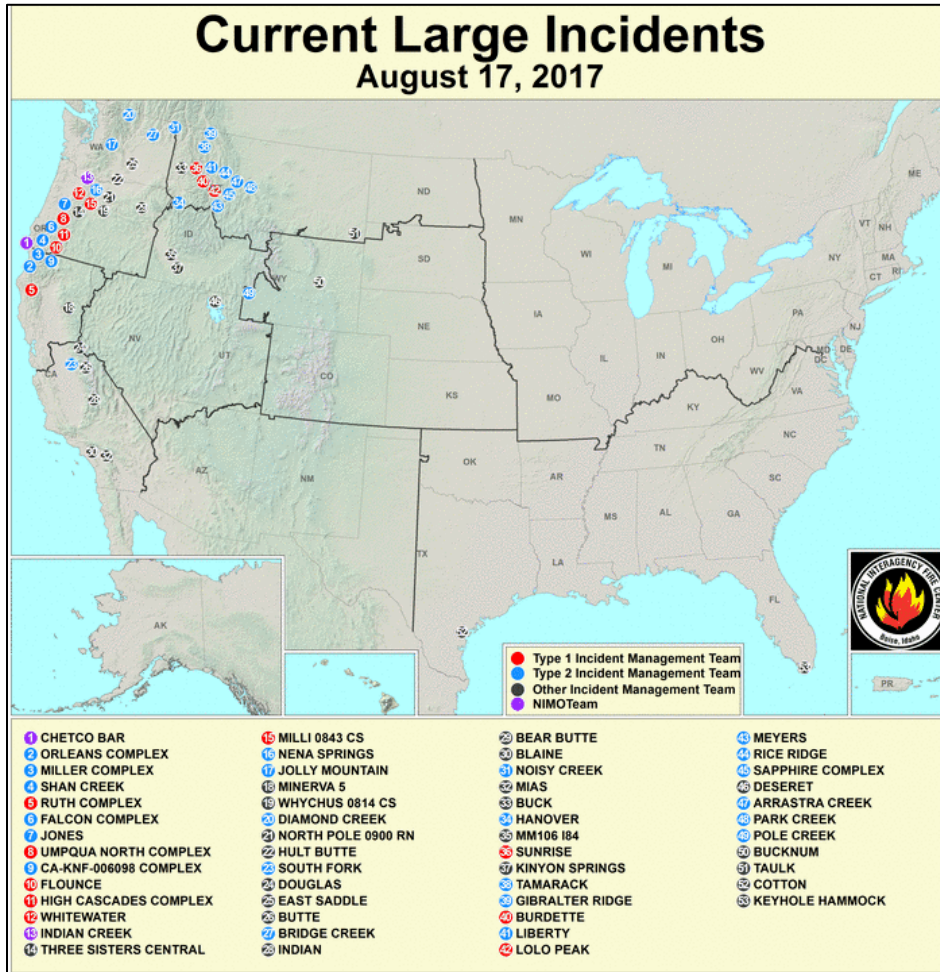 Current Large Incidents
August 17, 2017
WA
OR
CA
NV
ID
UT
AZ
WY
CO
NM
ND
SD
NE
KS
OK
TX
MN
IA
MO
AR
LA
MS
AL
GA
FL
WI
IL
IN
MI
OH
KY
TN
WV
VA
NC
SC
PA
NY
ME
VT
NH
MA
RI
CT
NJ
MD
DE
DC
AK
PR
NATIONAL INTERAGENCY FIRE CENTER
Boise, Idaho
Type 1 Incident Management Team
Type 2 Incident Management Team
Other Incident Management Team
NIMOTeam
1 CHETCO BAR
2 ORLEANS COMPLEX
3 MILLER COMPLEX
4 SHAN CREEK
5 RUTH COMPLEX
6 FALCON COMPLEX
7 JONES
8 UMPQUA NORTH COMPLEX
9 CA-KNF-006098 COMPLEX
10 FLOUNCE
11 HIGH CASCADES COMPLEX
12 WHITEWATER
13 INDIAN CREEK
14 THREE SISTERS CENTRAL
15 MILLI 0843 CS
16 NENA SPRINGS
17 JOLLY MOUNTAIN
18 MINERVA 5
19 WHYCHUS 0814 CS
20 DIAMOND CREEK
21 NORTH POLE 0900 RN
22 HULT BUTTE
23 SOUTH FORK
24 DOUGLAS
25 EAST SADDLE
26 BUTTE
27 BRIDGE CREEK
28 INDIAN
29 BEAR BUTTE
30 BLAINE
31 NOISY CREEK
32 MIAS
33 BUCK
34 HANOVER
35 MM106 I84
36 SUNRISE
37 KINYON SPRINGS
38 TAMARACK
39 GIBRALTER RIDGE
40 BURDETTE
41 LIBERTY
42 LOLO PEAK
43 MEYERS
44 RICE RIDGE
45 SAPPHIRE COMPLEX
46 DESERET
47 ARRASTRA CREEK
48 PARK CREEK
49 POLE CREEK
50 BUCKNUM
51 TAULK
52 COTTON
53 KEYHOLE HAMMOCK